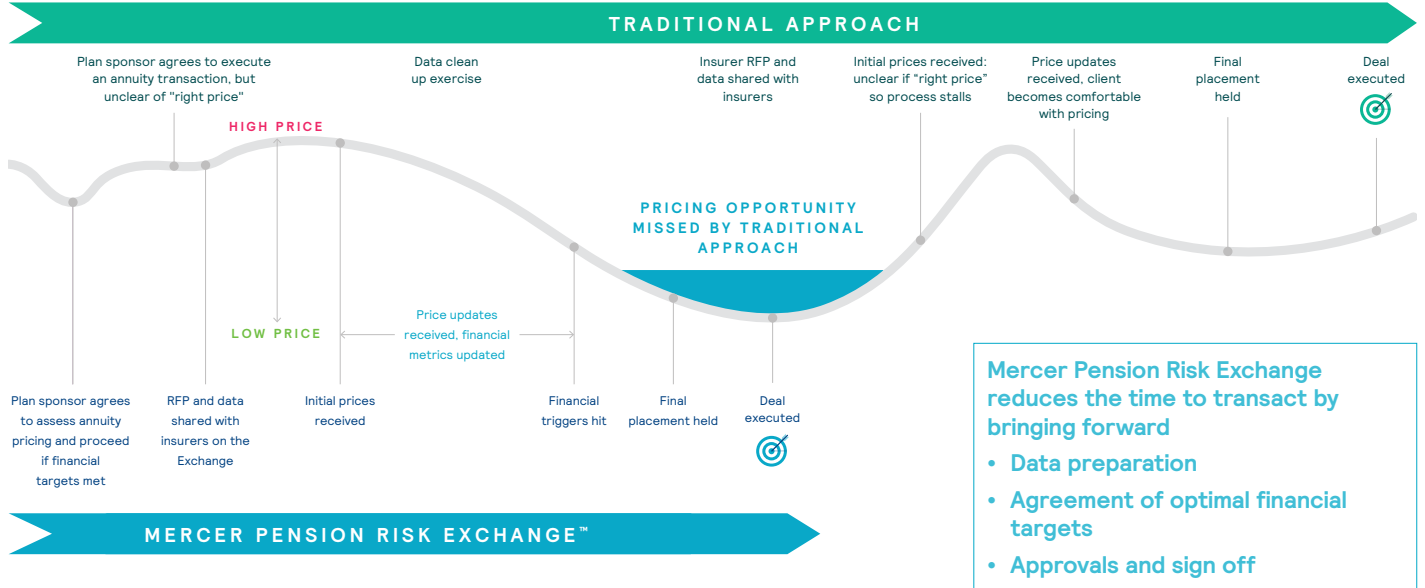 TRADITIONAL APPROACH
Plan sponsor agrees to execute
an annuity transaction, but
unclear of "right price"
Data clean
up exercise
Insurer RFP and
data shared with
insurers
Initial prices received:
unclear if “right price”
so process stalls
Price updates
received, client
becomes comfortable
with pricing
Final
placement
held
Deal
executed
HIGH PRICE
PRICING OPPORTUNITY
MISSED BY TRADITIONAL
APPROACH
LOW PRICE
Price updates
received, financial
metrics updated
Plan sponsor agrees
to assess annuity
pricing and proceed
if financial
targets met
RFP and data
shared with
insurers on the
Exchange
Initial prices
received
Financial
triggers hit
Final
placement held
Deal
executed
MERCER PENSION RISK EXCHANGE™
Mercer Pension Risk Exchange
reduces the time to transact by
bringing forward
• Data preparation
• Agreement of optimal financial
targets
• Approvals and sign off